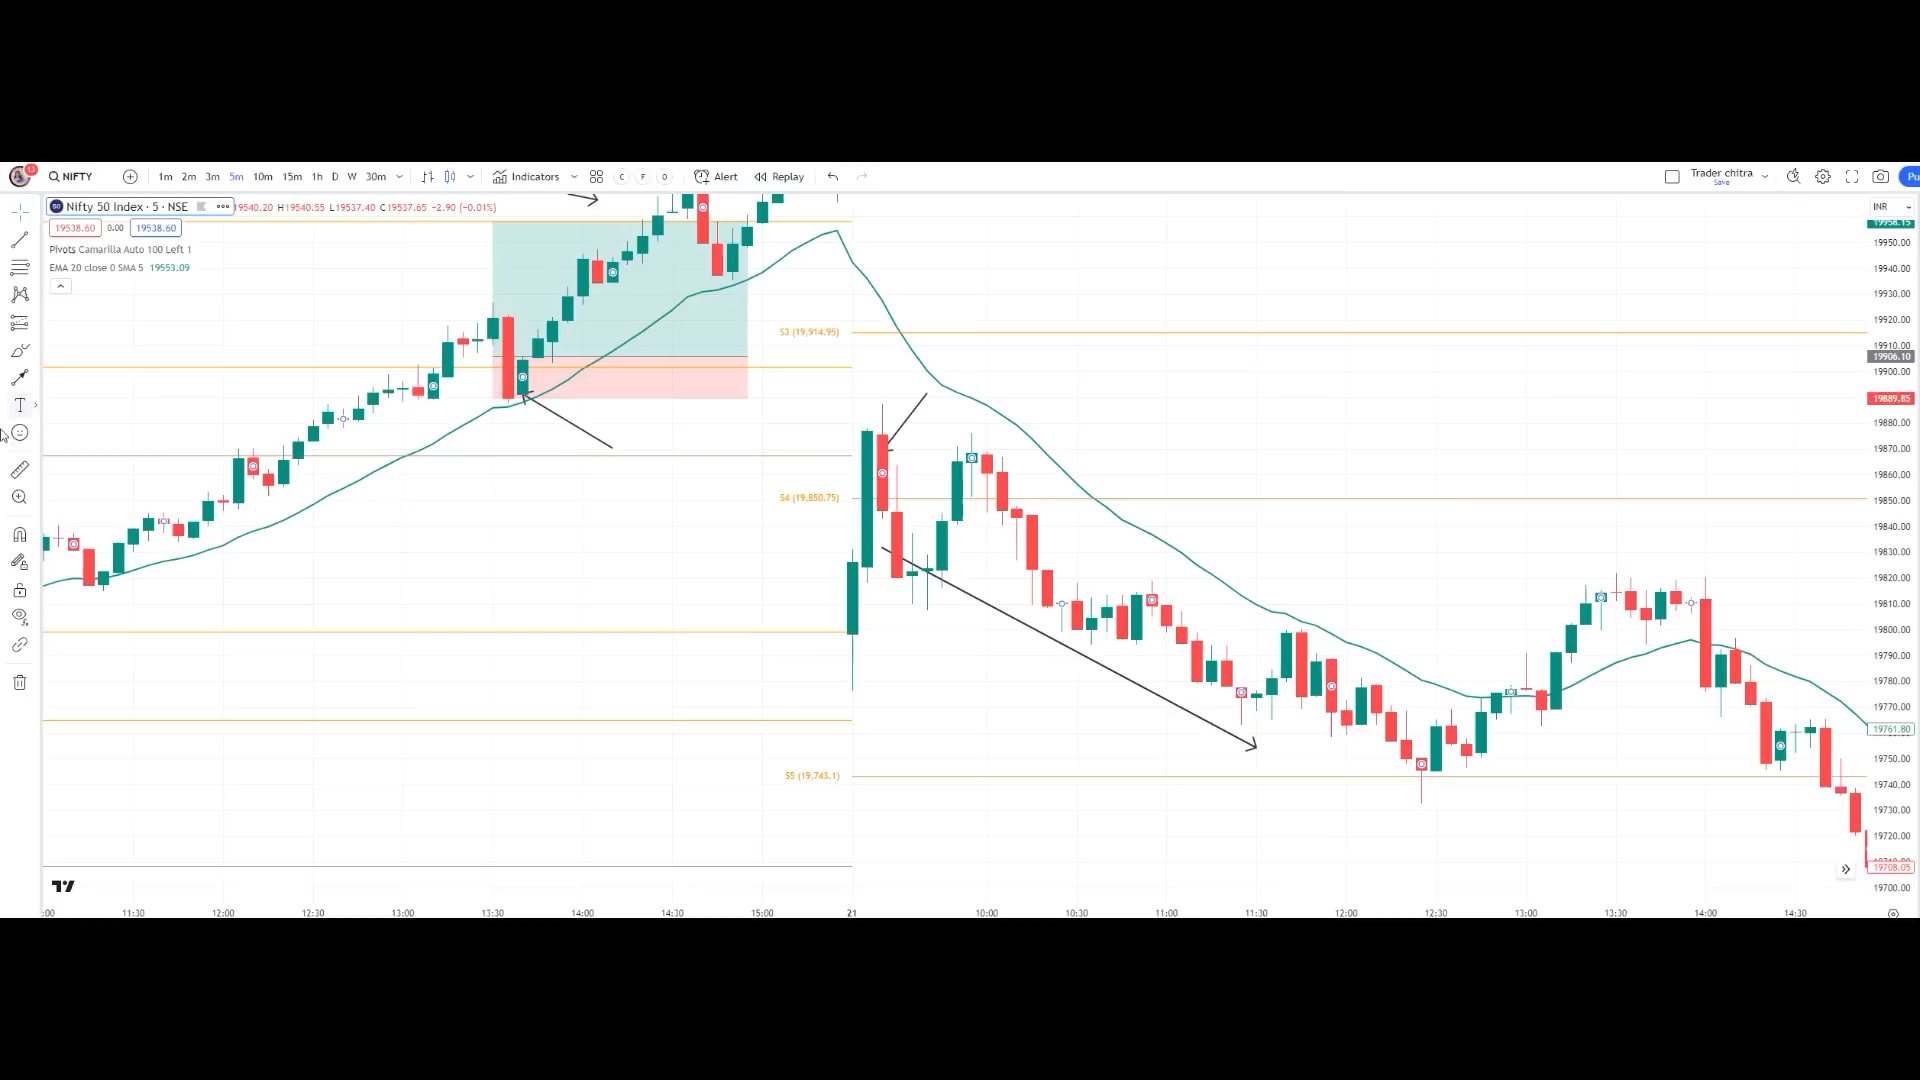 13
NIFTY
1m 2m 3m 5m 10m 15m 1h D W 30m
Indicators
C F O
Alert
Replay
Trader chitra
Save
Pu
Nifty 50 Index · 5 · NSE
19540.20 H19540.55 L19537.40 C19537.65 −2.90 (−0.01%)
INR
19538.60 0.00 19538.60
Pivots Camarilla Auto 100 Left 1
EMA 20 close 0 SMA 5 19553.09
T
S3 (19,914.95)
S4 (19,850.75)
S5 (19,743.1)
19958.15
19950.00
19940.00
19930.00
19920.00
19910.00
19906.10
19900.00
19889.85
19880.00
19870.00
19860.00
19850.00
19840.00
19830.00
19820.00
19810.00
19800.00
19790.00
19780.00
19770.00
19761.80
19750.00
19740.00
19730.00
19720.00
19708.05
19700.00
:00 11:30 12:00 12:30 13:00 13:30 14:00 14:30 15:00 21 10:00 10:30 11:00 11:30 12:00 12:30 13:00 13:30 14:00 14:30